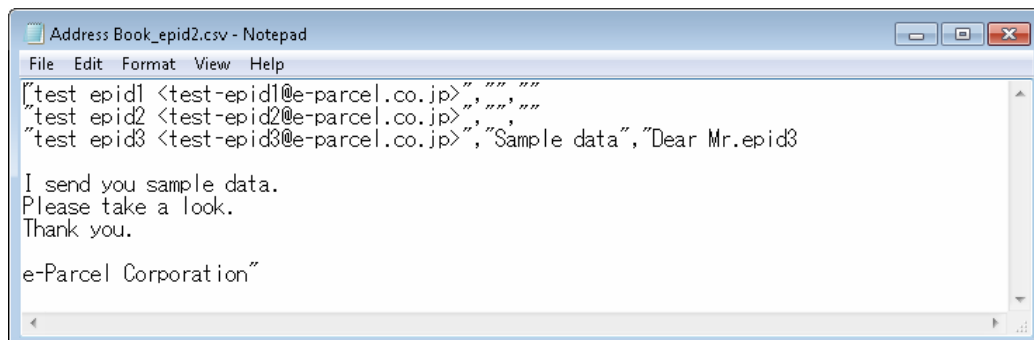 Address Book_epid2.csv - Notepad
File Edit Format View Help
"test epid1 <test-epid1@e-parcel.co.jp>","",""
"test epid2 <test-epid2@e-parcel.co.jp>","",""
"test epid3 <test-epid3@e-parcel.co.jp>","Sample data","Dear Mr.epid3
I send you sample data.
Please take a look.
Thank you.
e-Parcel Corporation"